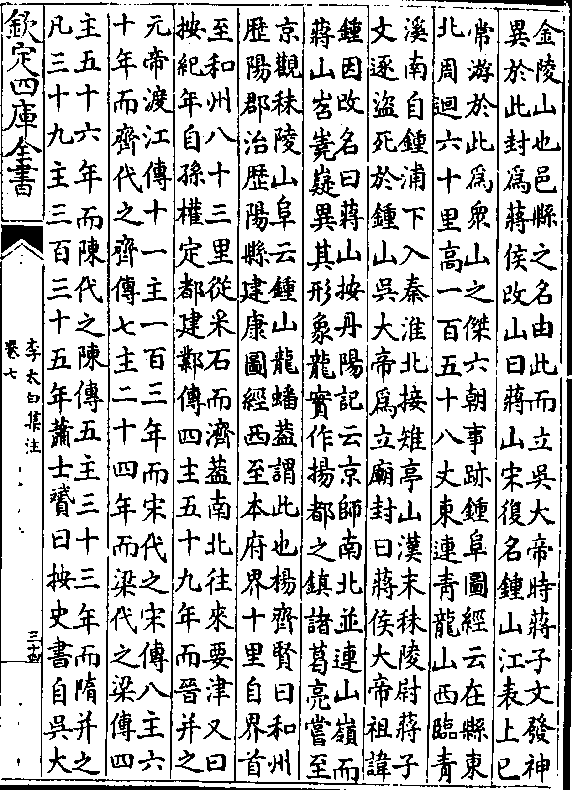 金陵山也邑縣之名由此而立吳大帝時蔣子文發神
異於此封爲蔣侯改山曰蔣山宋復名鍾山江表上已
常游於此爲衆山之傑六朝事跡鍾阜圖經云在縣東
北周迴六十里高一百五十八丈東連青龍山西臨青
溪南自鍾浦下入秦淮北接雉亭山漢末秣陵尉蔣子
文逐盜死於鍾山吳大帝爲立廟封曰蔣侯大帝祖諱
鍾因改名曰蔣山按丹陽記云京師南北並連山嶺而
蔣山岧嶤嶷異其形象龍實作揚都之鎮諸葛亮嘗至
京觀秣陵山阜云鍾山龍蟠葢謂此也楊齊賢曰和州
歴陽郡治歴陽縣建康圖經西至本府界十里自界首
至和州八十三里從采石而濟葢南北往來要津又曰
按紀年自孫權定都建鄴傳四主五十九年而晉并之
元帝渡江傳十一主一百三年而宋代之宋傳八主六
十年而齊代之齊傳七主二十四年而梁代之梁傳四
主五十六年而陳代之陳傳五主三十三年而隋并之
凡三十九主三百三十五年蕭士贇曰按史書自吳大
欽定四庫全書
李太白集注
卷七